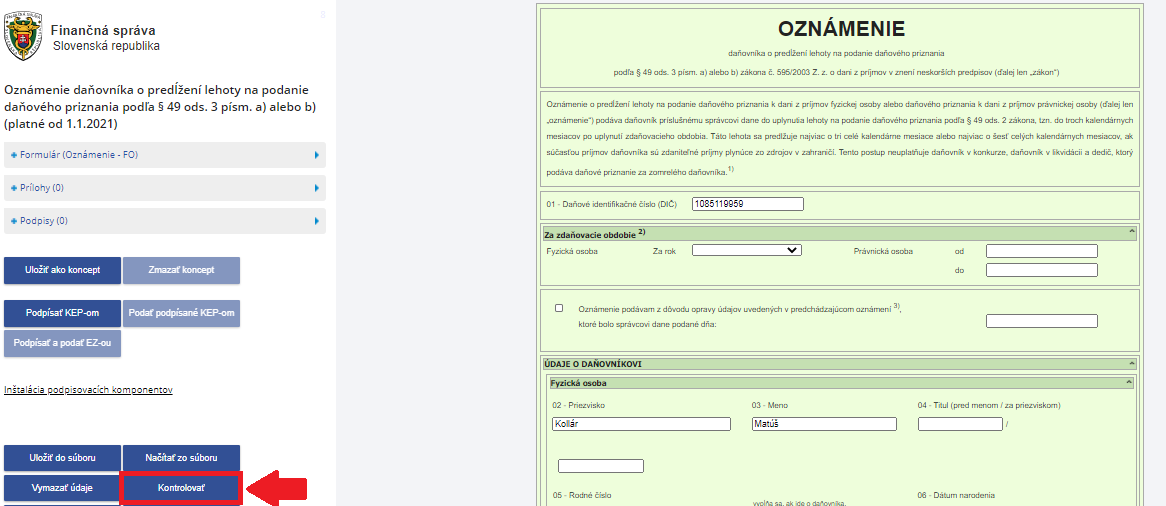 Finančná správa
Slovenská republika
Oznámenie daňovníka o predĺžení lehoty na podanie
daňového priznania podľa § 49 ods. 3 písm. a) alebo b)
(platné od 1.1.2021)
Formulár (Oznámenie - FO)
Prílohy (0)
Podpisy (0)
Uložiť ako koncept
Zmazať koncept
Podpísať KEP-om
Podať podpísané KEP-om
Podpísať a podať EZ-ou
Inštalácia podpisovacích komponentov
Uložiť do súboru
Načítať zo súboru
Vymazať údaje
Kontrolovať
OZNÁMENIE
daňovníka o predĺžení lehoty na podanie daňového priznania
podľa § 49 ods. 3 písm. a) alebo b) zákona č. 595/2003 Z. z. o dani z príjmov v znení neskorších predpisov (ďalej len „zákon“)
Oznámenie o predĺžení lehoty na podanie daňového priznania k dani z príjmov fyzickej osoby alebo daňového priznania k dani z príjmov právnickej osoby (ďalej len
„oznámenie“) podáva daňovník príslušnému správcovi dane do uplynutia lehoty na podanie daňového priznania podľa § 49 ods. 2 zákona, tzn. do troch kalendárnych
mesiacov po uplynutí zdaňovacieho obdobia. Táto lehota sa predlžuje najviac o tri celé kalendárne mesiace alebo najviac o šesť celých kalendárnych mesiacov, ak
súčasťou príjmov daňovníka sú zdaniteľné príjmy plynúce zo zdrojov v zahraničí. Tento postup neuplatňuje daňovník v konkurze, daňovník v likvidácii a dedič, ktorý
podáva daňové priznanie za zomrelého daňovníka.1)
01 - Daňové identifikačné číslo (DIČ) 1085119959
Za zdaňovacie obdobie 2)
Fyzická osoba Za rok Právnická osoba od
do
Oznámenie podávam z dôvodu opravy údajov uvedených v predchádzajúcom oznámení 3),
ktoré bolo správcovi dane podané dňa:
ÚDAJE O DAŇOVNÍKOVI
Fyzická osoba
02 - Priezvisko 03 - Meno 04 - Titul (pred menom / za priezviskom)
Kollár Matúš /
05 - Rodné číslo 06 - Dátum narodenia
vypĺňa sa, ak ide o daňovníka,